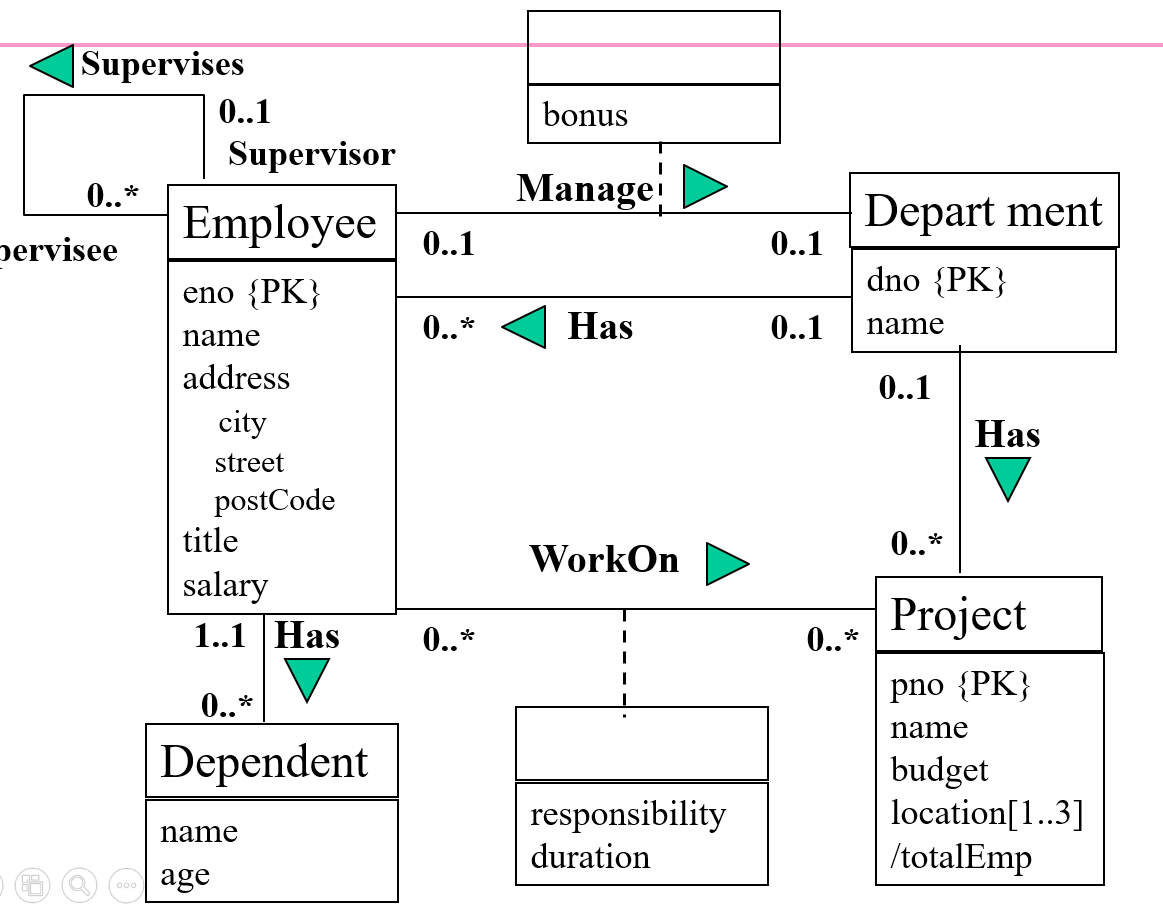 Supervises
0..1
Supervisor
0..*
pervisee
bonus
Manage
Employee
0..1
0..1
Depart ment
eno {PK}
name
address
city
street
postCode
title
salary
0..*
Has
0..1
dno {PK}
name
0..1
Has
0..*
WorkOn
0..*
0..*
Project
pno {PK}
name
budget
location[1..3]
/totalEmp
1..1
Has
0..*
Dependent
name
age
responsibility
duration